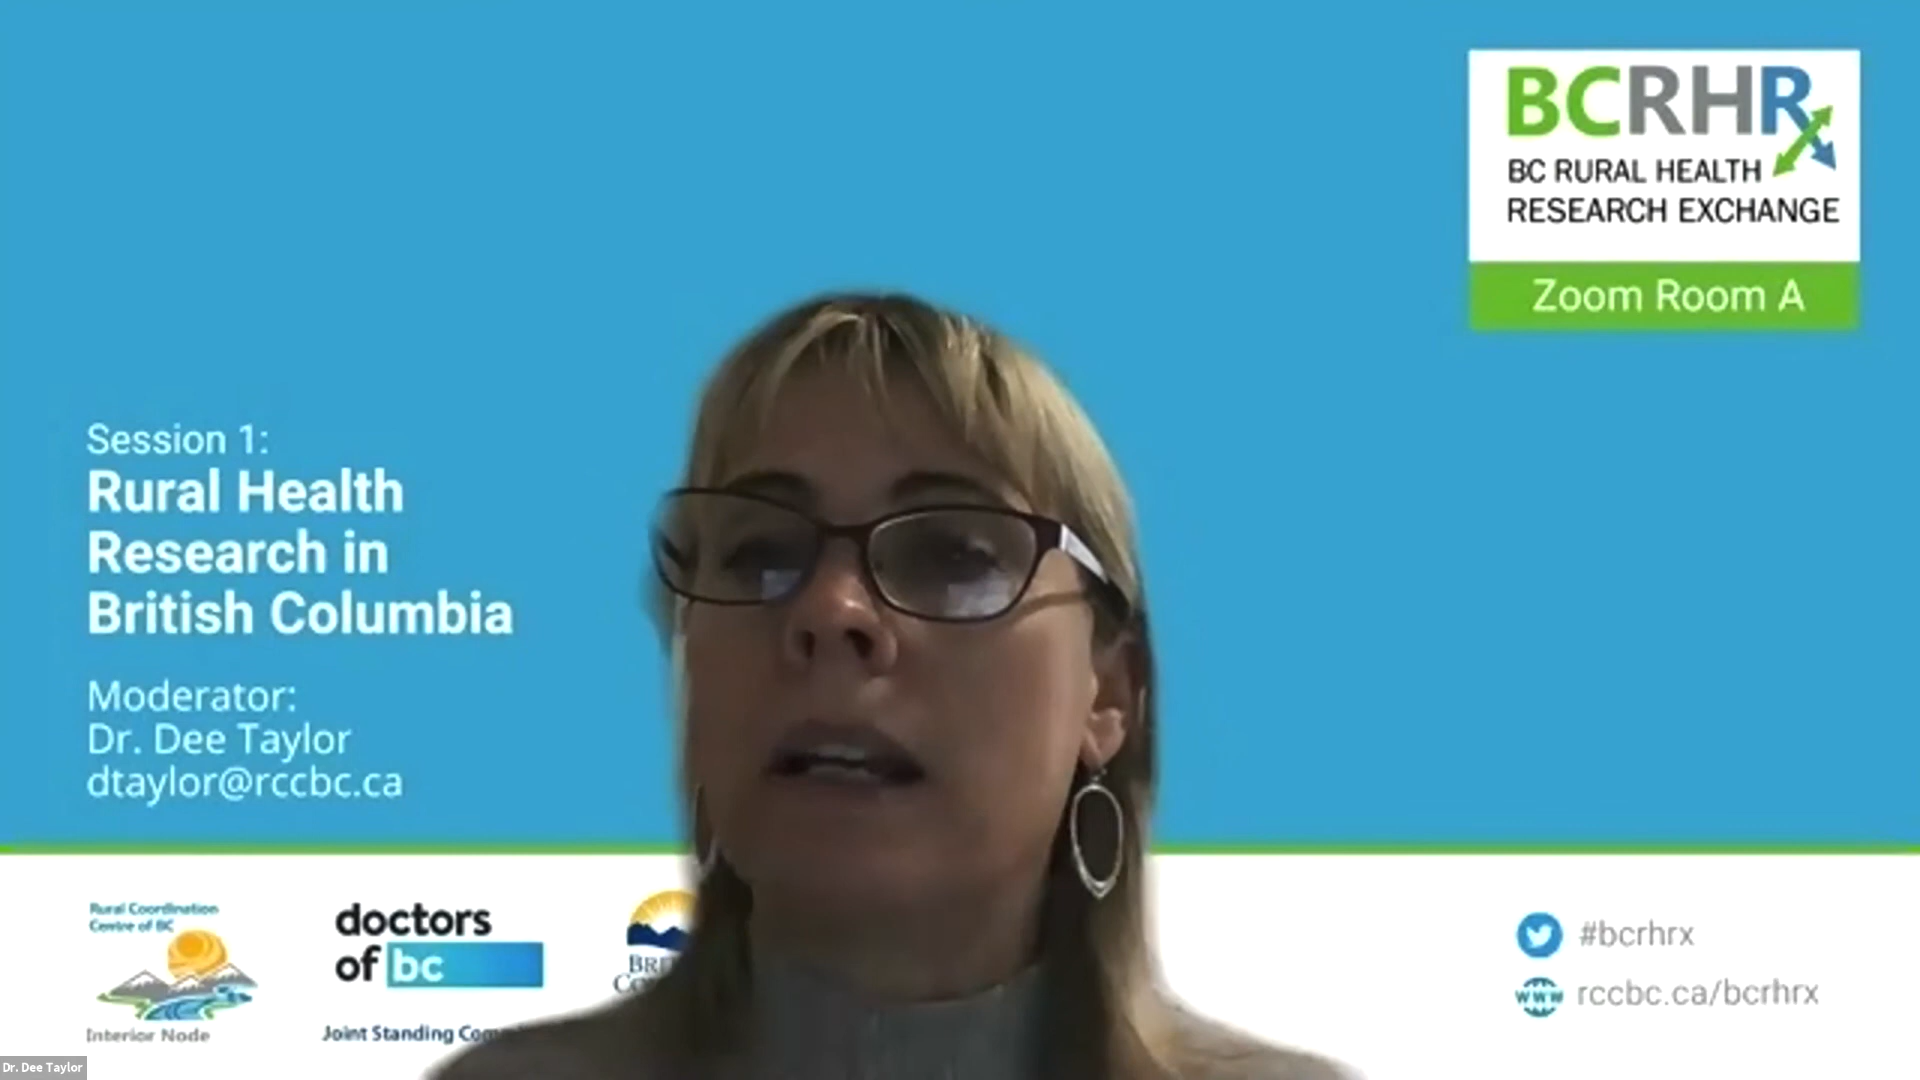 BCRHR
BC RURAL HEALTH
RESEARCH EXCHANGE
Zoom Room A
Session 1:
Rural Health
Research in
British Columbia
Moderator:
Dr. Dee Taylor
dtaylor@rccbc.ca
Rural Coordination
Centre of BC
Interior Node
doctors
of bc
Joint Standing
#bcrhrx
www
rccbc.ca/bcrhrx
Dr. Dee Taylor